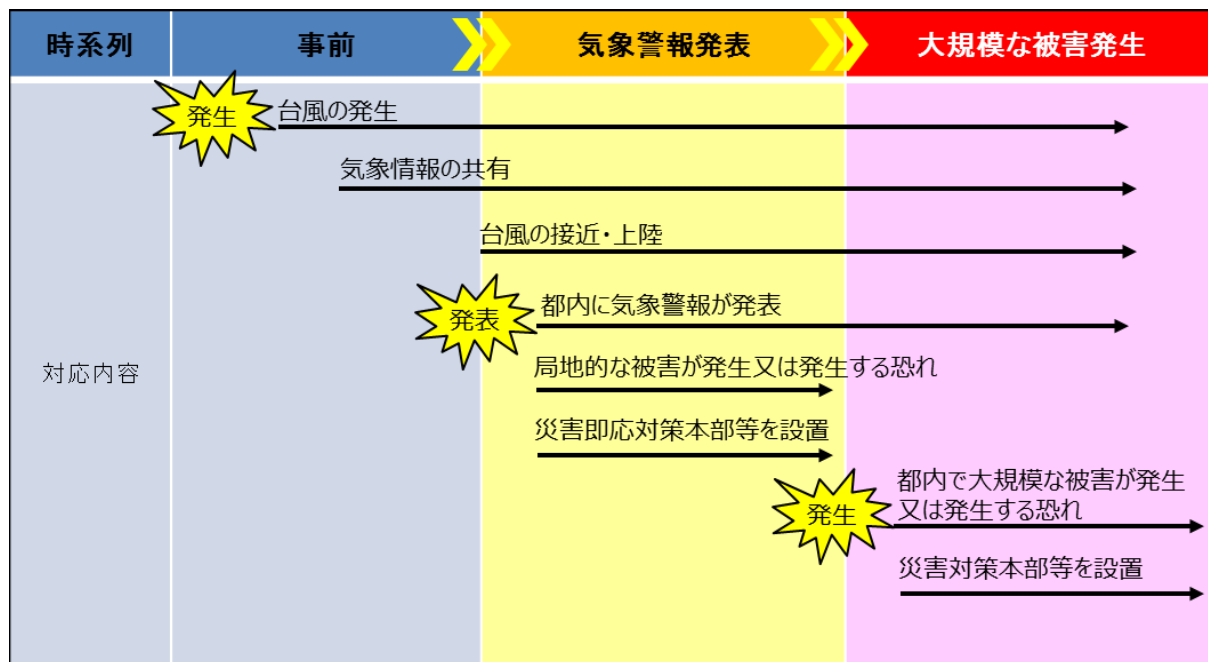 時系列
事前
気象警報発表
大規模な被害発生
発生
台風の発生
気象情報の共有
台風の接近・上陸
発表
都内に気象警報が発表
対応内容
局地的な被害が発生又は発生する恐れ
災害即応対策本部等を設置
発生
都内で大規模な被害が発生
又は発生する恐れ
災害対策本部等を設置